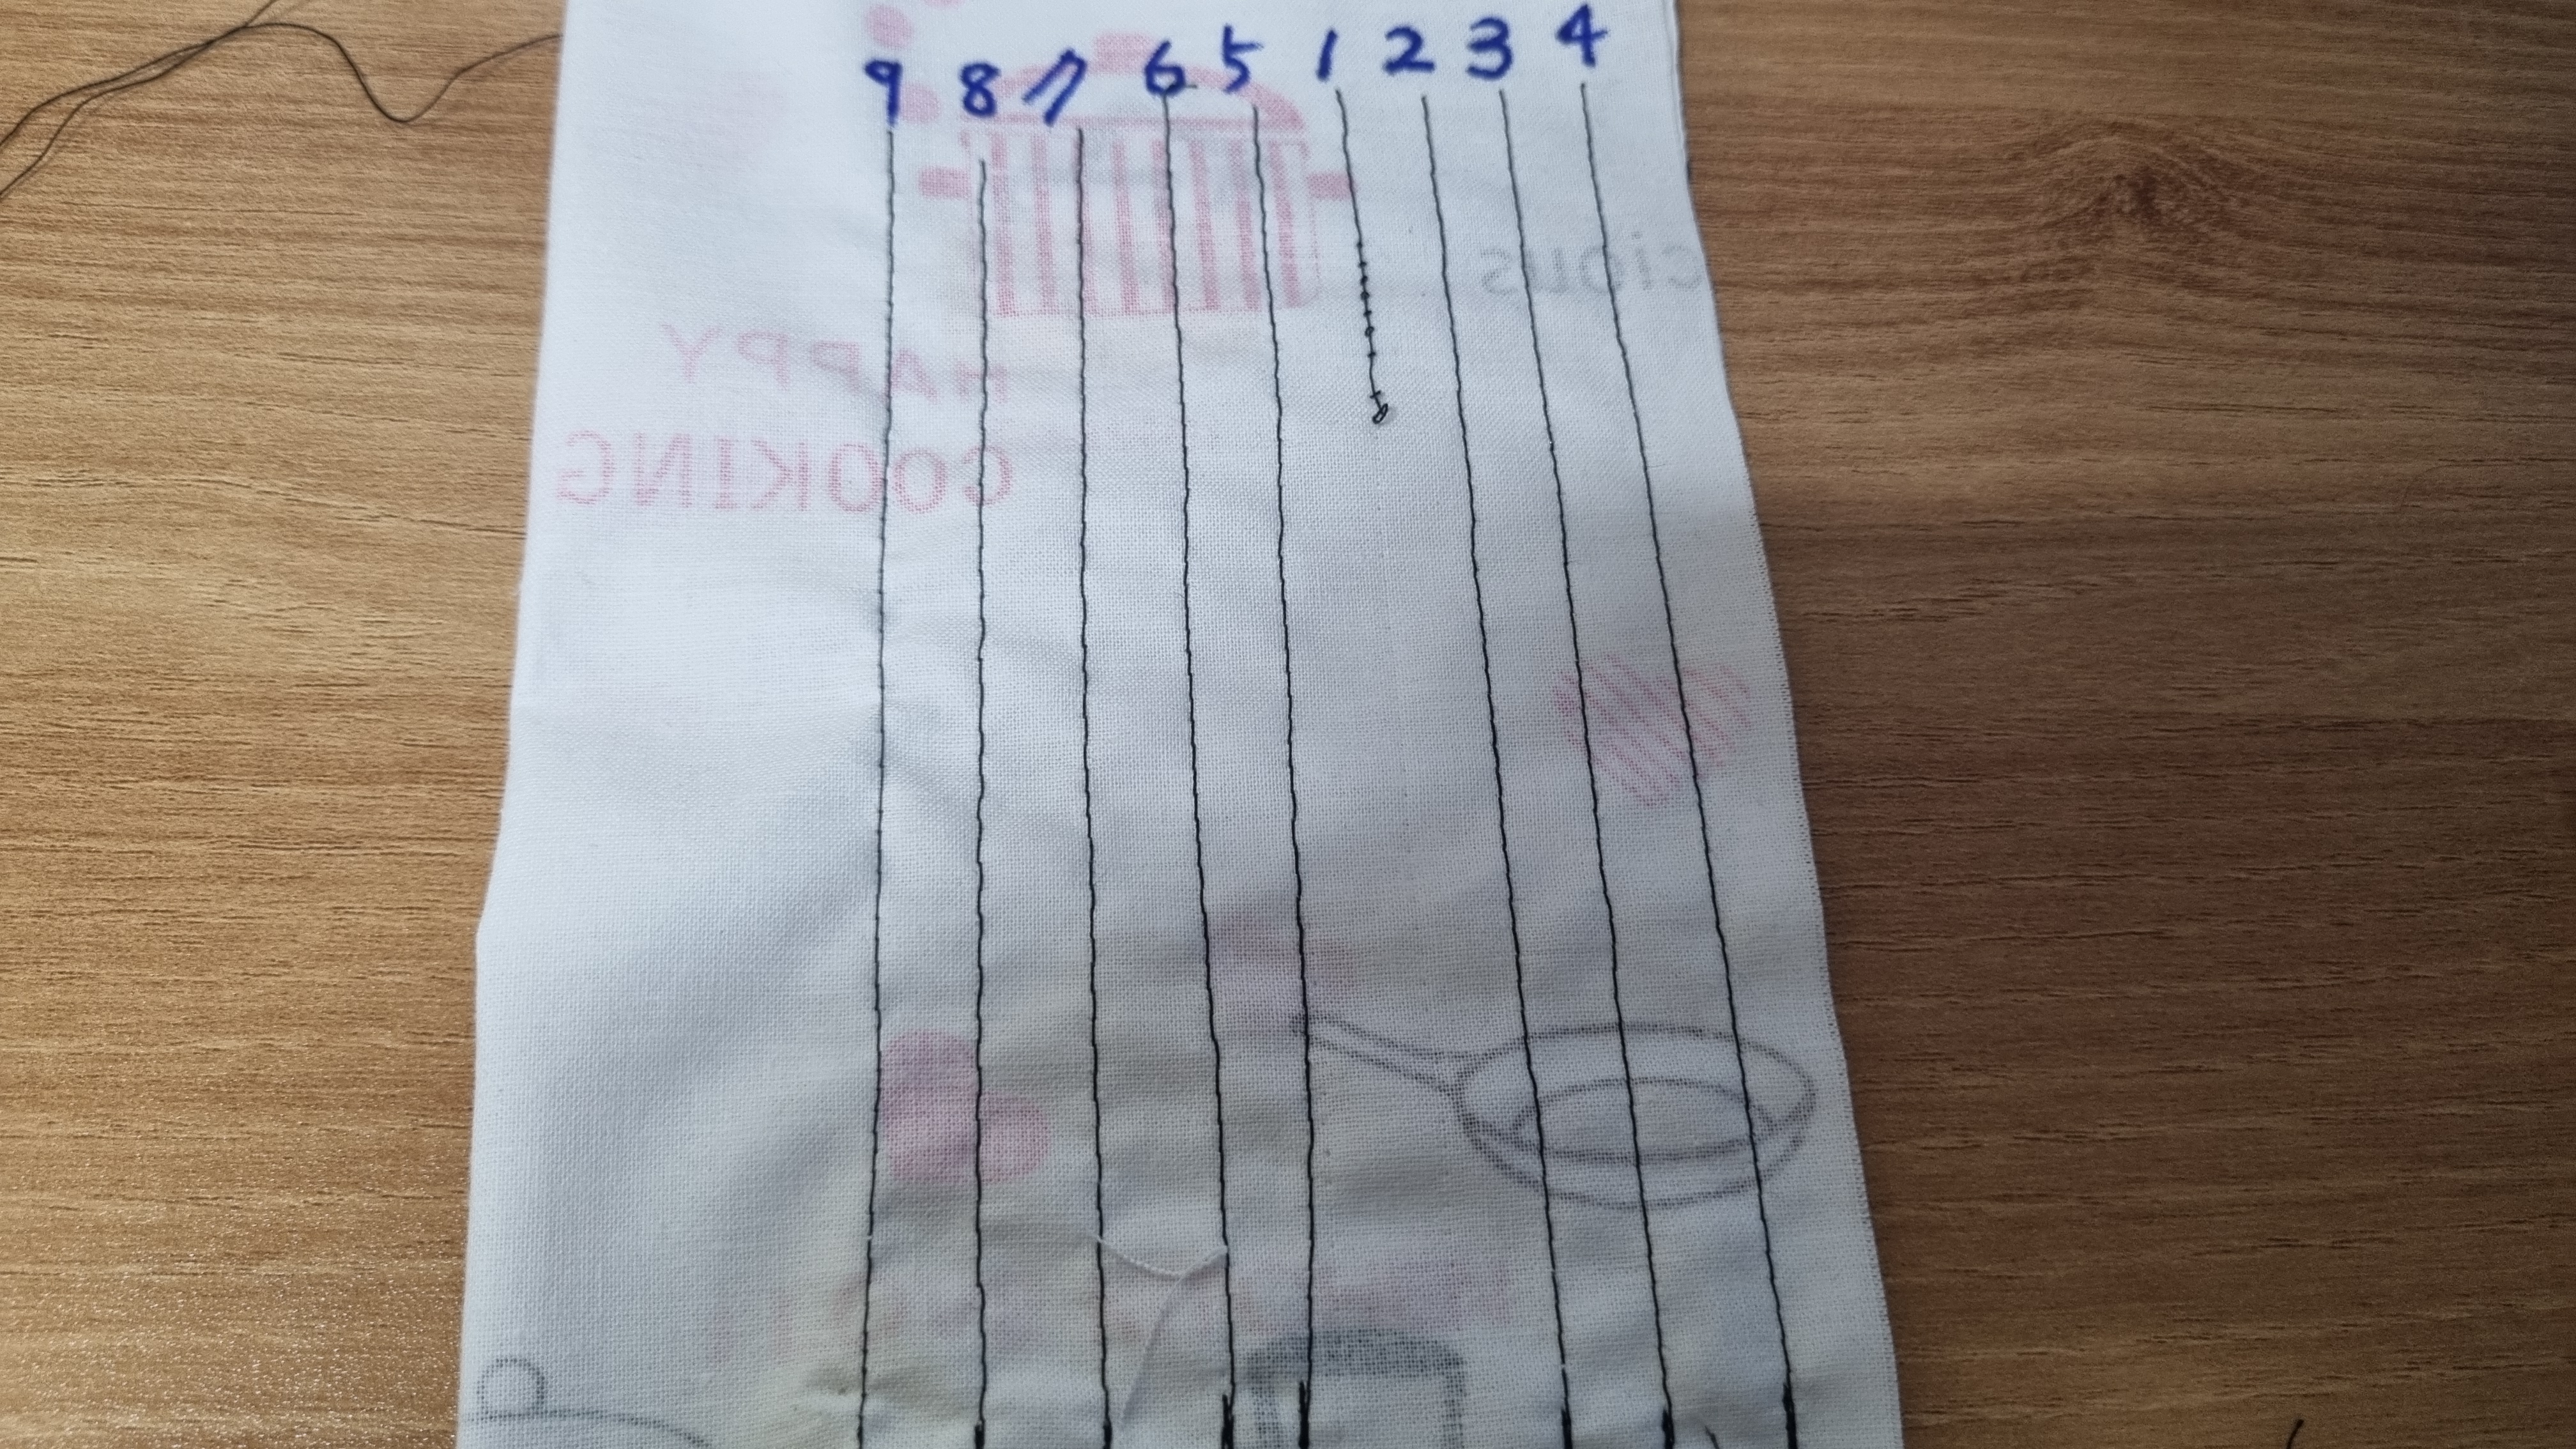 9 8 7 6 5 1 2 3 4
cious
HAPPY
COOKING